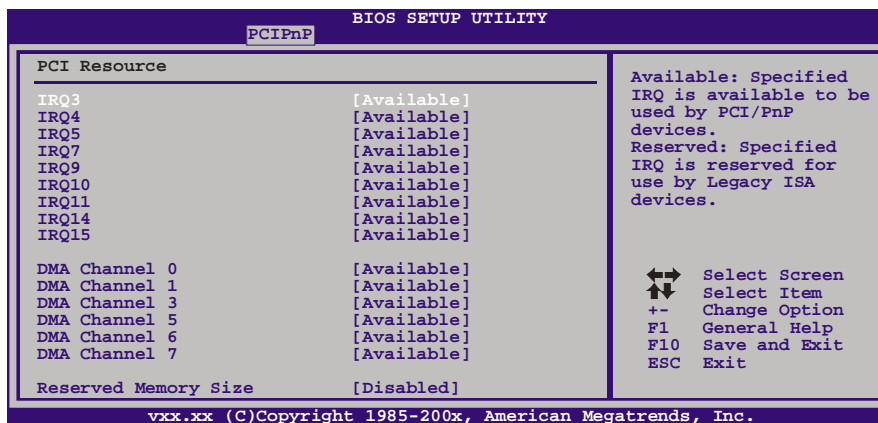 BIOS SETUP UTILITY
PCIPnP
PCI Resource
IRQ3 [Available]
IRQ4 [Available]
IRQ5 [Available]
IRQ7 [Available]
IRQ9 [Available]
IRQ10 [Available]
IRQ11 [Available]
IRQ14 [Available]
IRQ15 [Available]
DMA Channel 0 [Available]
DMA Channel 1 [Available]
DMA Channel 3 [Available]
DMA Channel 5 [Available]
DMA Channel 6 [Available]
DMA Channel 7 [Available]
Reserved Memory Size [Disabled]
Available: Specified
IRQ is available to be
used by PCI/PnP
devices.
Reserved: Specified
IRQ is reserved for
use by Legacy ISA
devices.
Select Screen
Select Item
+- Change Option
F1 General Help
F10 Save and Exit
ESC Exit
vxx.xx (C)Copyright 1985-200x, American Megatrends, Inc.